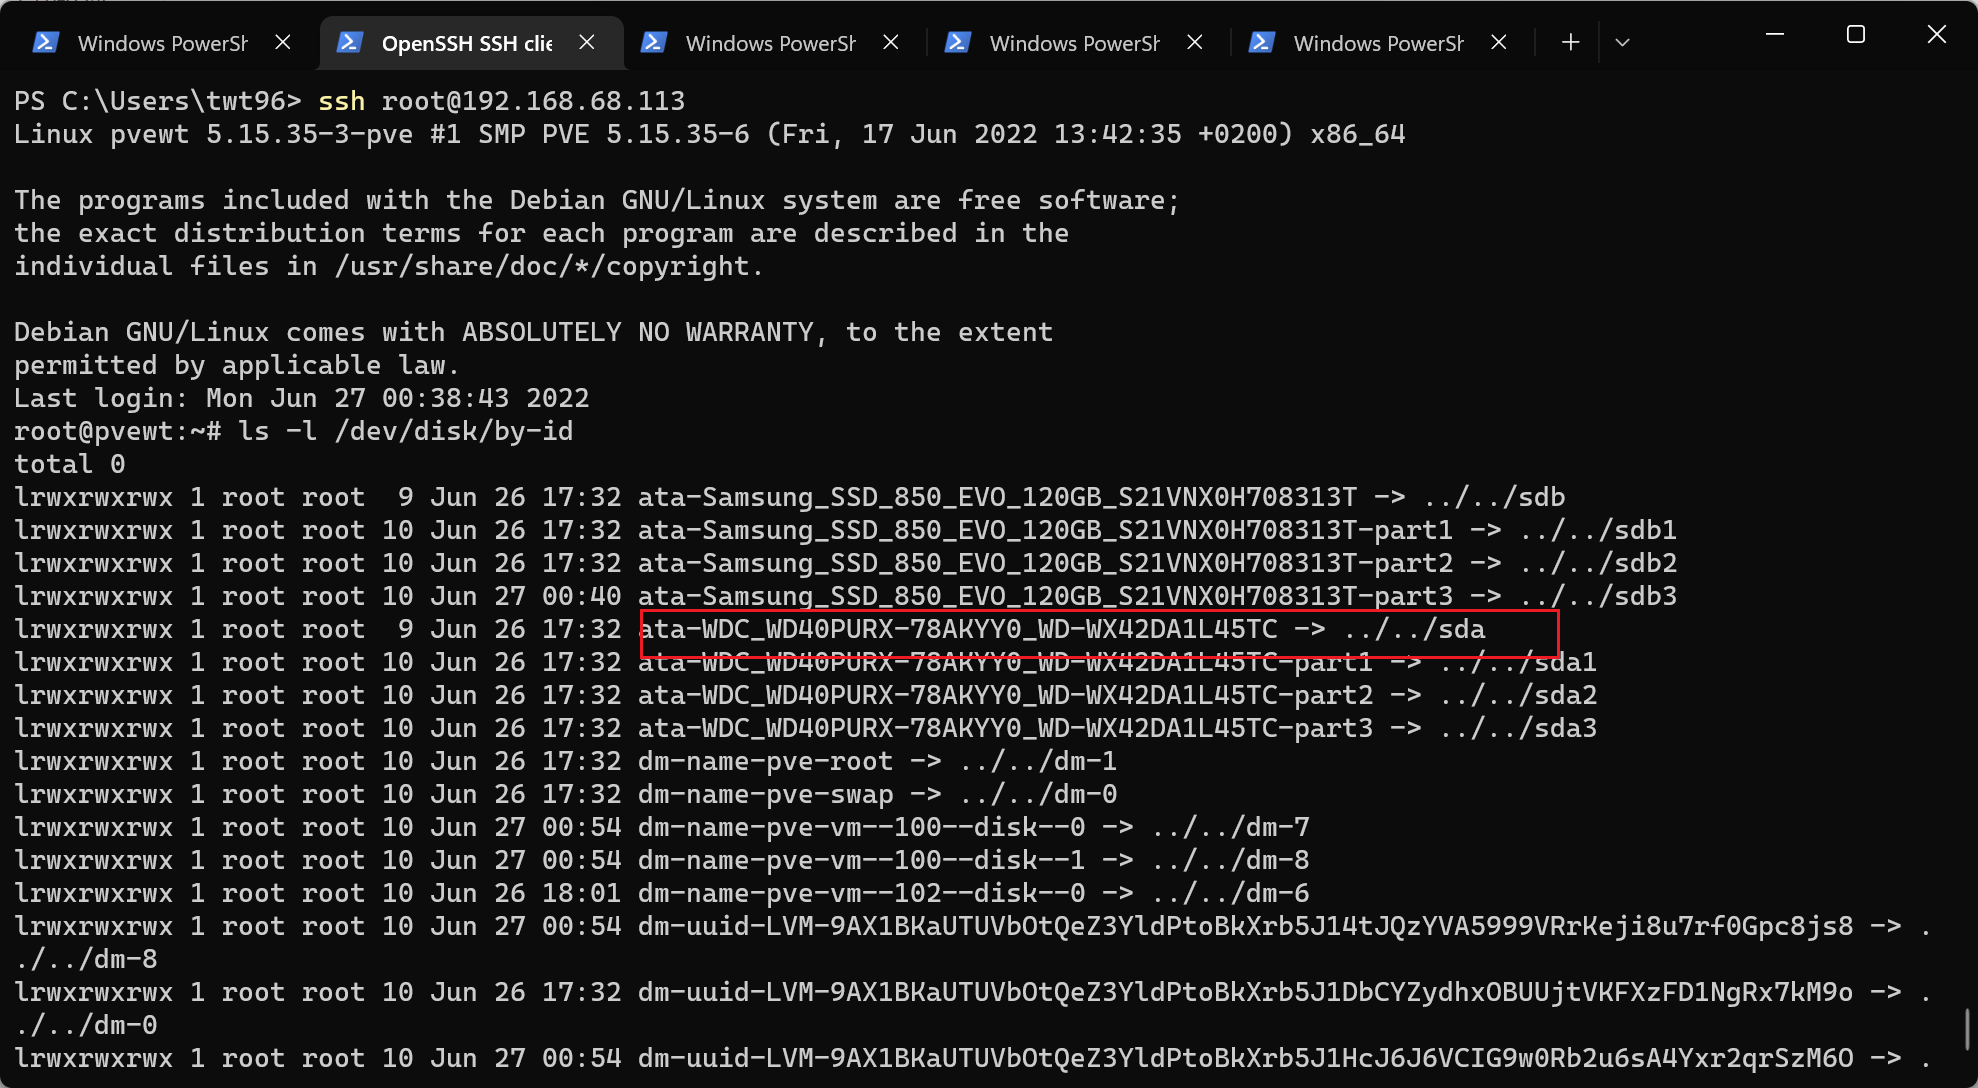 Windows PowerSh OpenSSH SSH clie Windows PowerSh Windows PowerSh Windows PowerSh
PS C:\Users\twt96> ssh root@192.168.68.113
Linux pvewt 5.15.35-3-pve #1 SMP PVE 5.15.35-6 (Fri, 17 Jun 2022 13:42:35 +0200) x86_64
The programs included with the Debian GNU/Linux system are free software;
the exact distribution terms for each program are described in the
individual files in /usr/share/doc/*/copyright.
Debian GNU/Linux comes with ABSOLUTELY NO WARRANTY, to the extent
permitted by applicable law.
Last login: Mon Jun 27 00:38:43 2022
root@pvewt:~# ls -l /dev/disk/by-id
total 0
lrwxrwxrwx 1 root root  9 Jun 26 17:32 ata-Samsung_SSD_850_EVO_120GB_S21VNX0H708313T -> ../../sdb
lrwxrwxrwx 1 root root 10 Jun 26 17:32 ata-Samsung_SSD_850_EVO_120GB_S21VNX0H708313T-part1 -> ../../sdb1
lrwxrwxrwx 1 root root 10 Jun 26 17:32 ata-Samsung_SSD_850_EVO_120GB_S21VNX0H708313T-part2 -> ../../sdb2
lrwxrwxrwx 1 root root 10 Jun 27 00:40 ata-Samsung_SSD_850_EVO_120GB_S21VNX0H708313T-part3 -> ../../sdb3
lrwxrwxrwx 1 root root  9 Jun 26 17:32 ata-WDC_WD40PURX-78AKYY0_WD-WX42DA1L45TC -> ../../sda
lrwxrwxrwx 1 root root 10 Jun 26 17:32 ata-WDC_WD40PURX-78AKYY0_WD-WX42DA1L45TC-part1 -> ../../sda1
lrwxrwxrwx 1 root root 10 Jun 26 17:32 ata-WDC_WD40PURX-78AKYY0_WD-WX42DA1L45TC-part2 -> ../../sda2
lrwxrwxrwx 1 root root 10 Jun 26 17:32 ata-WDC_WD40PURX-78AKYY0_WD-WX42DA1L45TC-part3 -> ../../sda3
lrwxrwxrwx 1 root root 10 Jun 26 17:32 dm-name-pve-root -> ../../dm-1
lrwxrwxrwx 1 root root 10 Jun 26 17:32 dm-name-pve-swap -> ../../dm-0
lrwxrwxrwx 1 root root 10 Jun 27 00:54 dm-name-pve-vm--100--disk--0 -> ../../dm-7
lrwxrwxrwx 1 root root 10 Jun 27 00:54 dm-name-pve-vm--100--disk--1 -> ../../dm-8
lrwxrwxrwx 1 root root 10 Jun 26 18:01 dm-name-pve-vm--102--disk--0 -> ../../dm-6
lrwxrwxrwx 1 root root 10 Jun 27 00:54 dm-uuid-LVM-9AX1BKaUTUVbOtQeZ3YldPtoBkXrb5J14tJQzYVA5999VRrKeji8u7rf0Gpc8js8 -> .
./../dm-8
lrwxrwxrwx 1 root root 10 Jun 26 17:32 dm-uuid-LVM-9AX1BKaUTUVbOtQeZ3YldPtoBkXrb5J1DbCYZydhxOBUUjtVKFXzFD1NgRx7kM9o -> .
./../dm-0
lrwxrwxrwx 1 root root 10 Jun 27 00:54 dm-uuid-LVM-9AX1BKaUTUVbOtQeZ3YldPtoBkXrb5J1HcJ6J6VCIG9w0Rb2u6sA4Yxr2qrSzM6O -> .